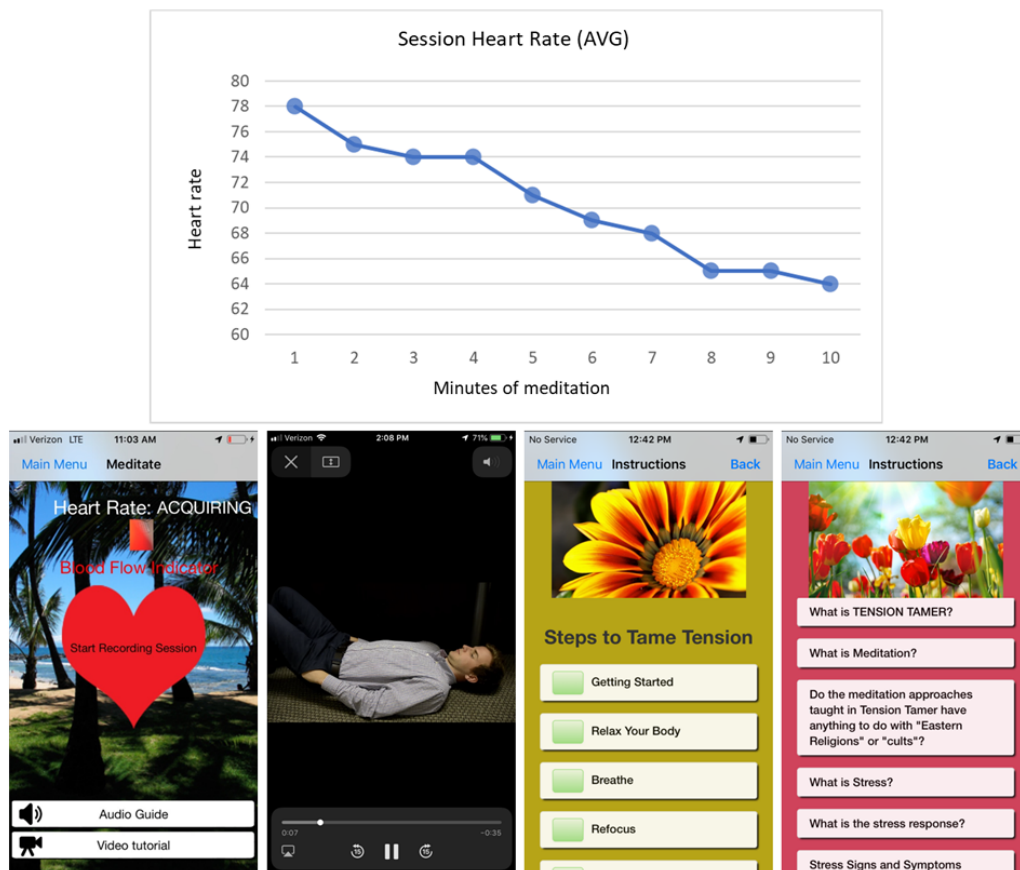 Session Heart Rate (AVG)
80
78
76
74
72
70
68
66
64
62
60
Heart rate
1 2 3 4 5 6 7 8 9 10
Minutes of meditation
Verizon LTE 11:03 AM
Main Menu Meditate
Heart Rate: ACQUIRING
Blood Flow Indicator
Start Recording Session
Audio Guide
Video tutorial
Verizon 2:08 PM 71%
0:07 -0:35
15 15
No Service 12:42 PM
Main Menu Instructions Back
Steps to Tame Tension
Getting Started
Relax Your Body
Breathe
Refocus
No Service 12:42 PM
Main Menu Instructions Back
What is TENSION TAMER?
What is Meditation?
Do the meditation approaches
taught in Tension Tamer have
anything to do with "Eastern
Religions" or "cults"?
What is Stress?
What is the stress response?
Stress Signs and Symptoms